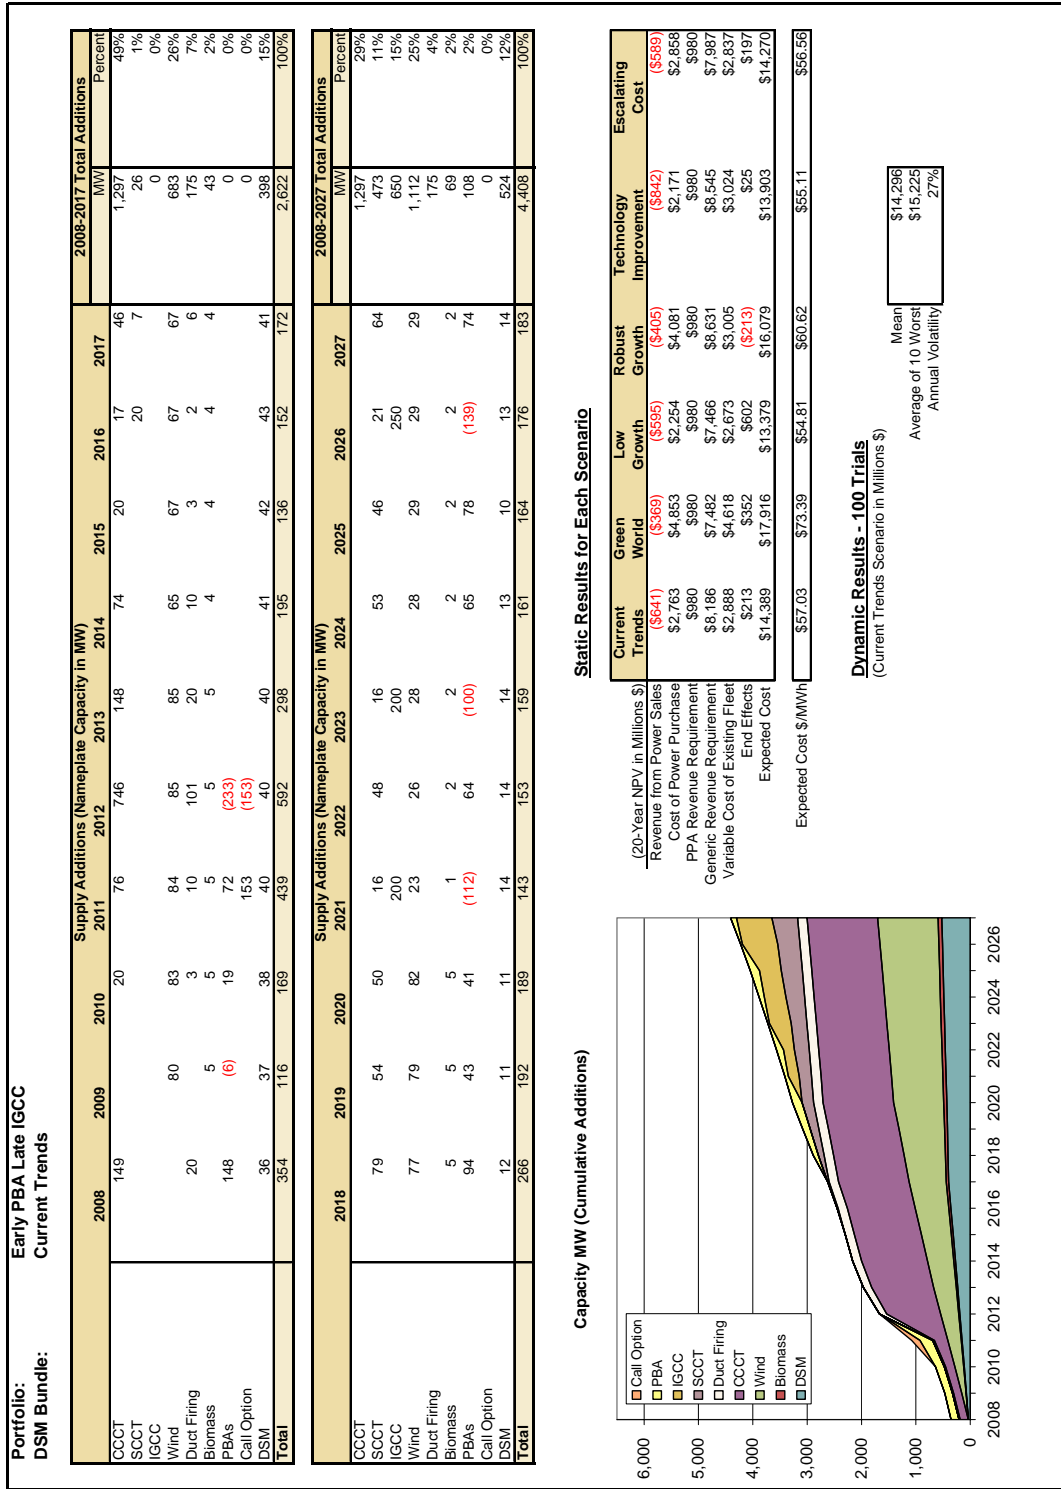 Portfolio: Early PBA Late IGCC
DSM Bundle: Current Trends
Supply Additions (Nameplate Capacity in MW) 2008-2017 Total Additions
2008 2009 2010 2011 2012 2013 2014 2015 2016 2017 MW Percent
CCCT 149 20 76 746 148 74 20 17 46 1,297 49%
SCCT 20 7 26 1%
IGCC 0 0%
Wind 80 83 84 85 85 65 67 67 67 683 26%
Duct Firing 20 3 10 101 20 10 3 2 6 175 7%
Biomass 5 5 5 5 5 4 4 4 4 43 2%
PBAs 148 (6) 19 72 (233) 0 0%
Call Option 153 (153) 0 0%
DSM 36 37 38 40 40 40 41 42 43 41 398 15%
Total 354 116 169 439 592 298 195 136 152 172 2,622 100%
Supply Additions (Nameplate Capacity in MW) 2008-2027 Total Additions
2018 2019 2020 2021 2022 2023 2024 2025 2026 2027 MW Percent
CCCT 1,297 29%
SCCT 79 54 50 16 48 16 53 46 21 64 473 11%
IGCC 200 200 250 650 15%
Wind 77 79 82 23 26 28 28 29 29 29 1,112 25%
Duct Firing 175 4%
Biomass 5 5 5 1 2 2 2 2 2 2 69 2%
PBAs 94 43 41 (112) 64 (100) 65 78 (139) 74 108 2%
Call Option 0 0%
DSM 12 11 11 14 14 14 13 10 13 14 524 12%
Total 266 192 189 143 153 159 161 164 176 183 4,408 100%
Capacity MW (Cumulative Additions)
6,000
5,000
4,000
3,000
2,000
1,000
0
Call Option
PBA
IGCC
SCCT
Duct Firing
CCCT
Wind
Biomass
DSM
2008 2010 2012 2014 2016 2018 2020 2022 2024 2026
Static Results for Each Scenario
(20-Year NPV in Millions $) Current Trends Green World Low Growth Robust Growth Technology Improvement Escalating Cost
Revenue from Power Sales ($641) ($369) ($595) ($405) ($842) ($589)
Cost of Power Purchase $2,763 $4,853 $2,254 $4,081 $2,171 $2,858
PPA Revenue Requirement $980 $980 $980 $980 $980 $980
Generic Revenue Requirement $8,186 $7,482 $7,466 $8,631 $8,545 $7,987
Variable Cost of Existing Fleet $2,888 $4,618 $2,673 $3,005 $3,024 $2,837
End Effects $213 $352 $602 ($213) $25 $197
Expected Cost $14,389 $17,916 $13,379 $16,079 $13,903 $14,270
Expected Cost $/MWh $57.03 $73.39 $54.81 $60.62 $55.11 $56.56
Dynamic Results - 100 Trials
(Current Trends Scenario in Millions $)
Mean $14,296
Average of 10 Worst $15,225
Annual Volatility 27%